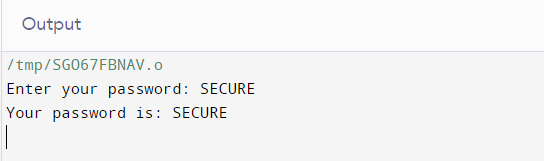 Output
/tmp/SGO67FBNAV.o
Enter your password: SECURE
Your password is: SECURE